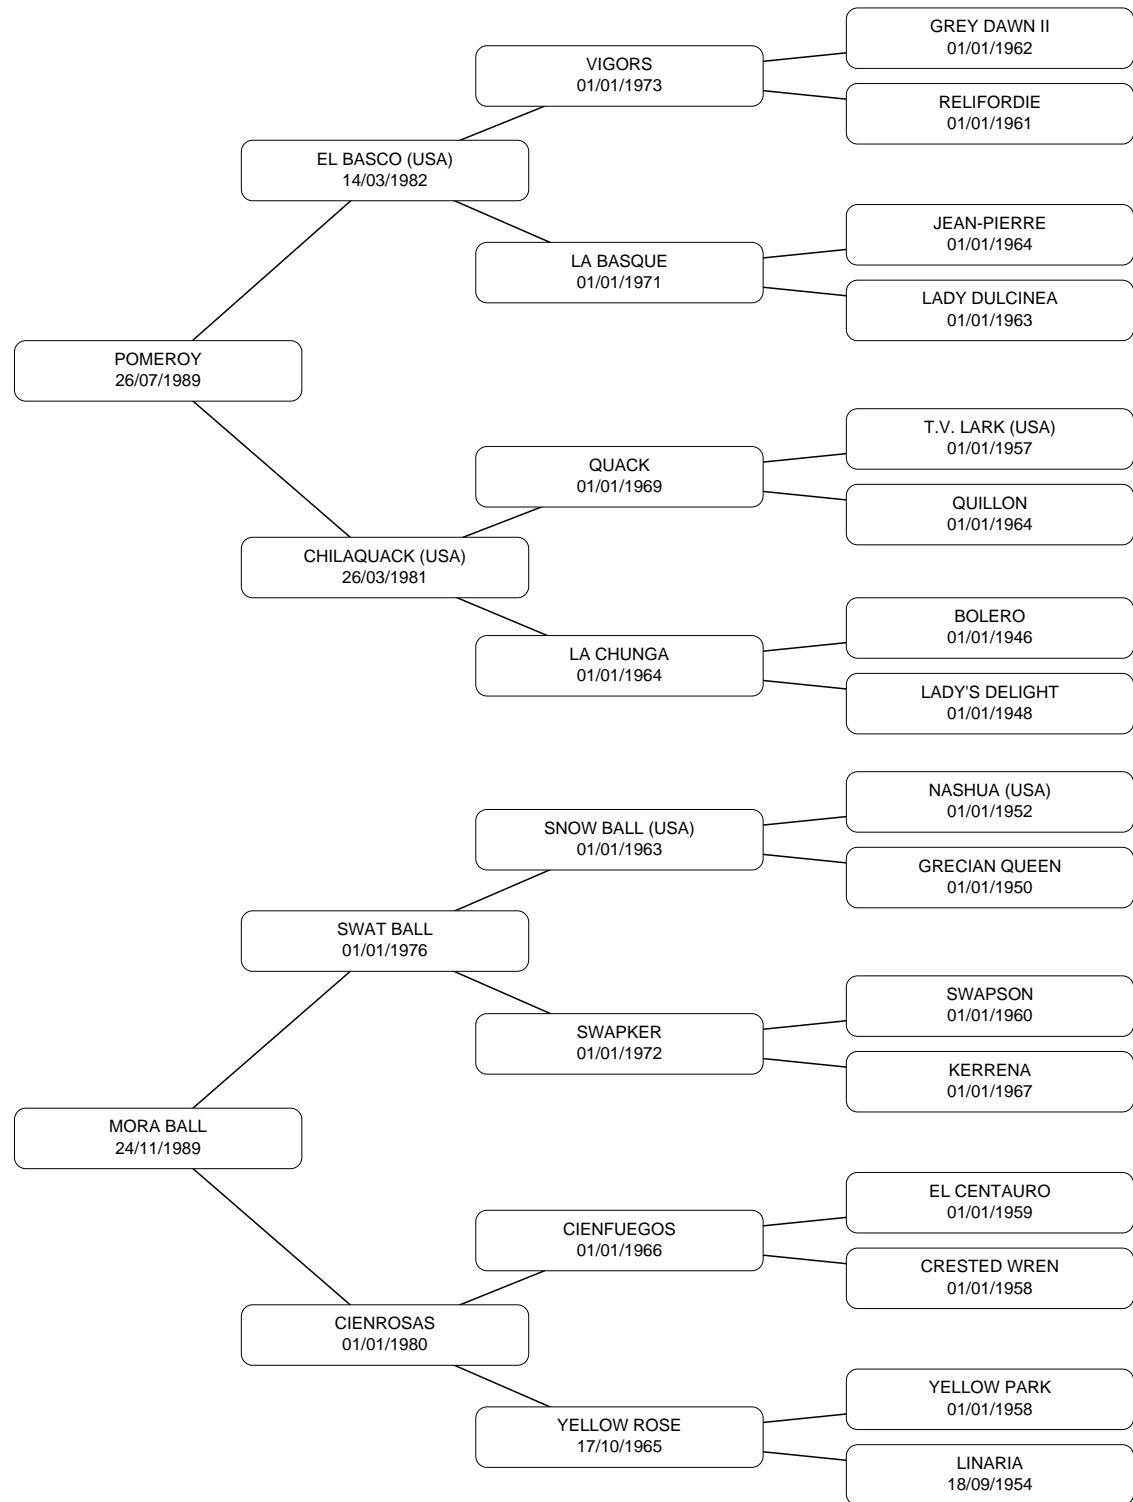 GREY DAWN II
01/01/1962
VIGORS
01/01/1973
RELIFORDIE
01/01/1961
EL BASCO (USA)
14/03/1982
JEAN-PIERRE
01/01/1964
LA BASQUE
01/01/1971
LADY DULCINEA
01/01/1963
POMEROY
26/07/1989
T.V. LARK (USA)
01/01/1957
QUACK
01/01/1969
QUILLON
01/01/1964
CHILAQUACK (USA)
26/03/1981
BOLERO
01/01/1946
LA CHUNGA
01/01/1964
LADY'S DELIGHT
01/01/1948
NASHUA (USA)
01/01/1952
SNOW BALL (USA)
01/01/1963
GRECIAN QUEEN
01/01/1950
SWAT BALL
01/01/1976
SWAPSON
01/01/1960
SWAPKER
01/01/1972
KERRENA
01/01/1967
MORA BALL
24/11/1989
EL CENTAURO
01/01/1959
CIENFUEGOS
01/01/1966
CRESTED WREN
01/01/1958
CIENROSAS
01/01/1980
YELLOW PARK
01/01/1958
YELLOW ROSE
17/10/1965
LINARIA
18/09/1954